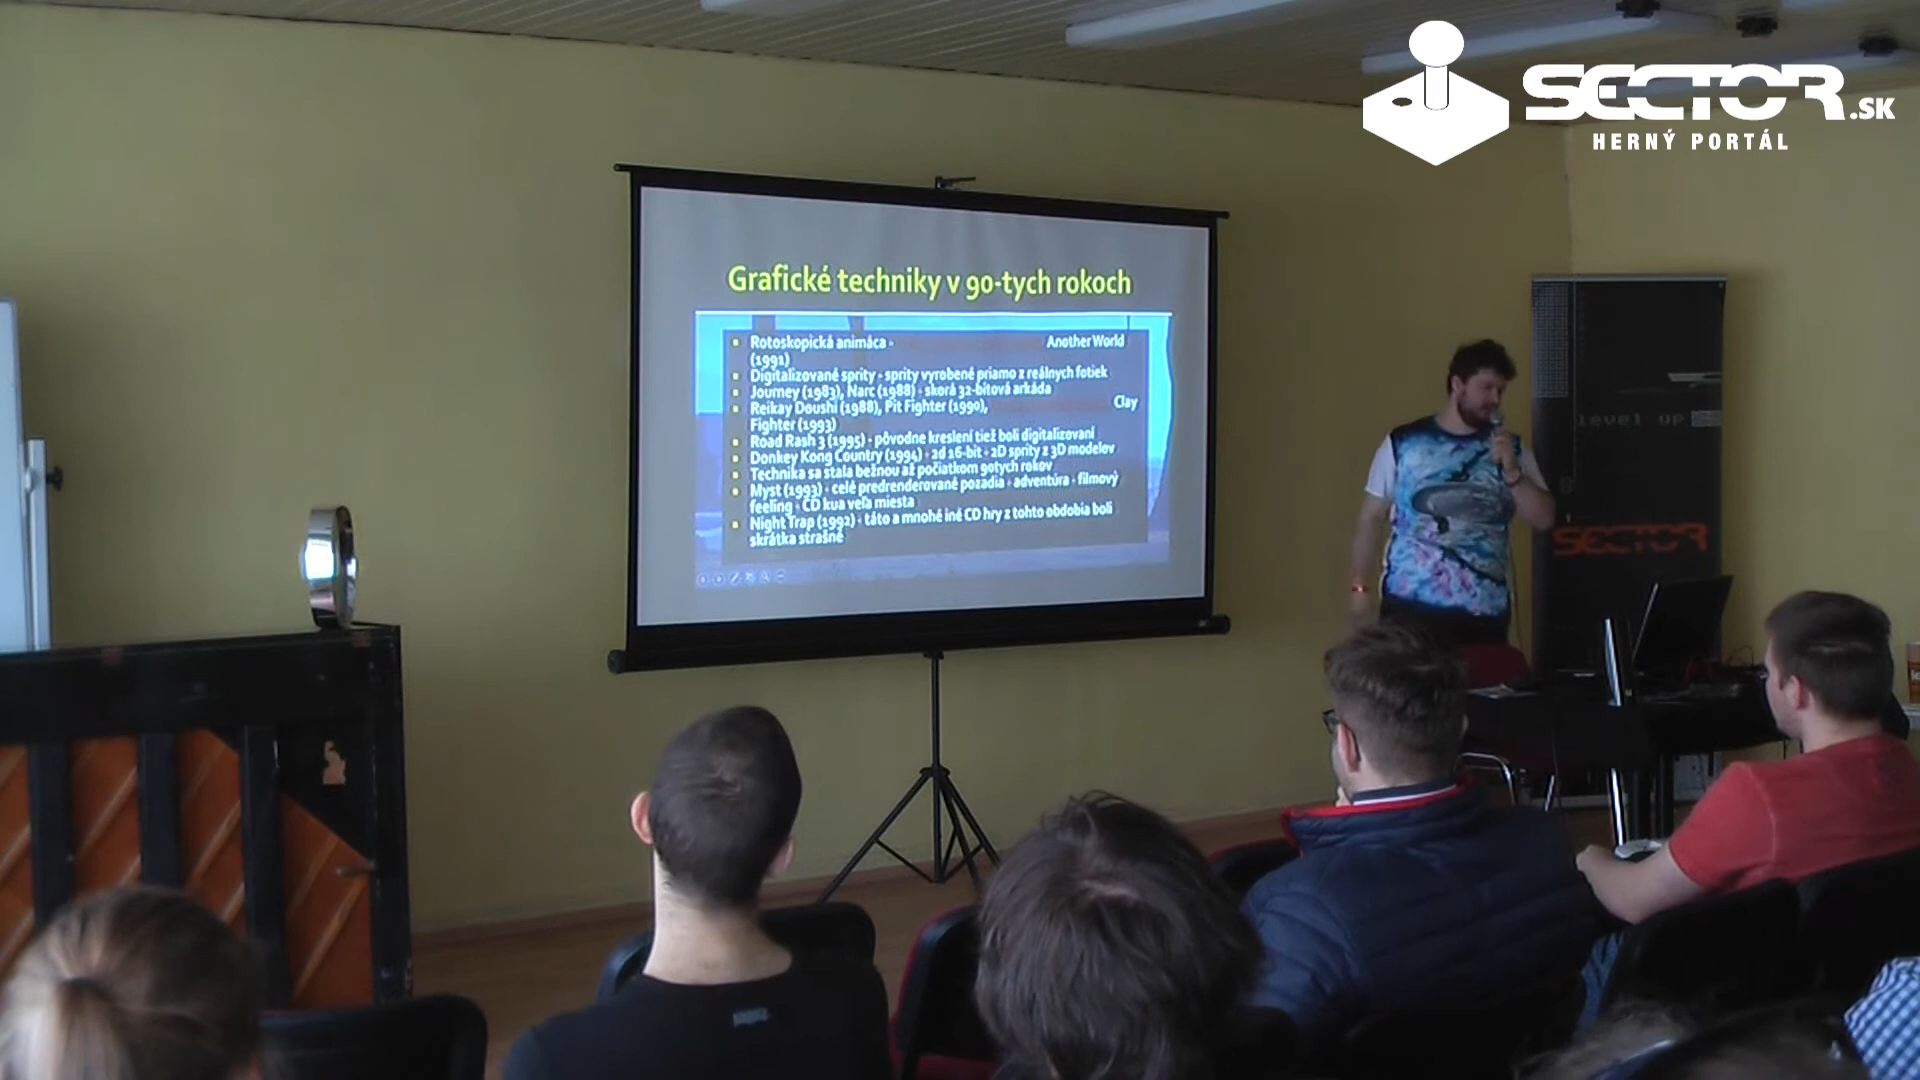 SECTOR.SK
HERNÝ PORTÁL
Grafické techniky v 90-tych rokoch
Rotoskopická animáca - Another World
(1991)
Digitalizované sprity - sprity vyrobené priamo z reálnych fotiek
Journey (1983), Narc (1988) - skorá 32-bitová arkáda
Reikay Doushi (1988), Pit Fighter (1990), Clay
Fighter (1993)
Road Rash 3 (1995) - pôvodne kreslení tiež boli digitalizovaní
Donkey Kong Country (1994) - 2d 16-bit - 2D sprity z 3D modelov
Technika sa stala bežnou až počiatkom 90tych rokov
Myst (1993) - celé predrenderované pozadia - adventúra - filmový
feeling - CD kua veľa miesta
Night Trap (1992) - táto a mnohé iné CD hry z tohto obdobia boli
skrátka strašné
level up
SECTOR